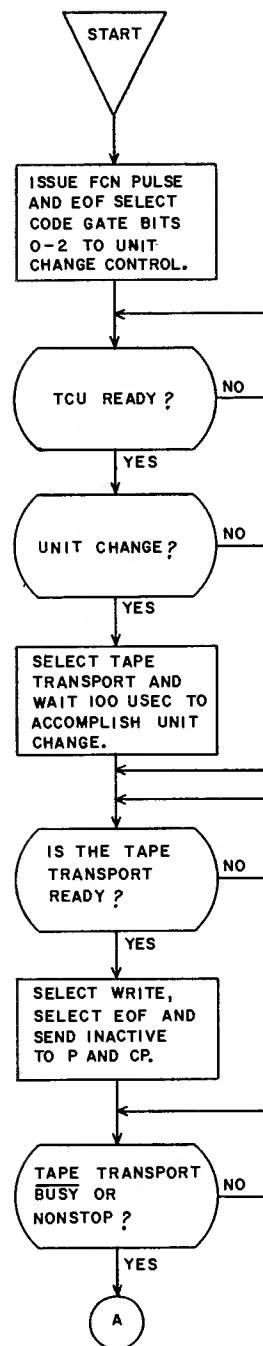 START
ISSUE FCN PULSE
AND EOF SELECT
CODE GATE BITS
0-2 TO UNIT
CHANGE CONTROL.
TCU READY?
NO
YES
UNIT CHANGE?
NO
YES
SELECT TAPE
TRANSPORT AND
WAIT 100 USEC TO
ACCOMPLISH UNIT
CHANGE.
IS THE TAPE
TRANSPORT
READY?
NO
YES
SELECT WRITE,
SELECT EOF AND
SEND INACTIVE
TO P AND CP.
TAPE TRANSPORT
BUSY OR
NONSTOP?
NO
YES
A